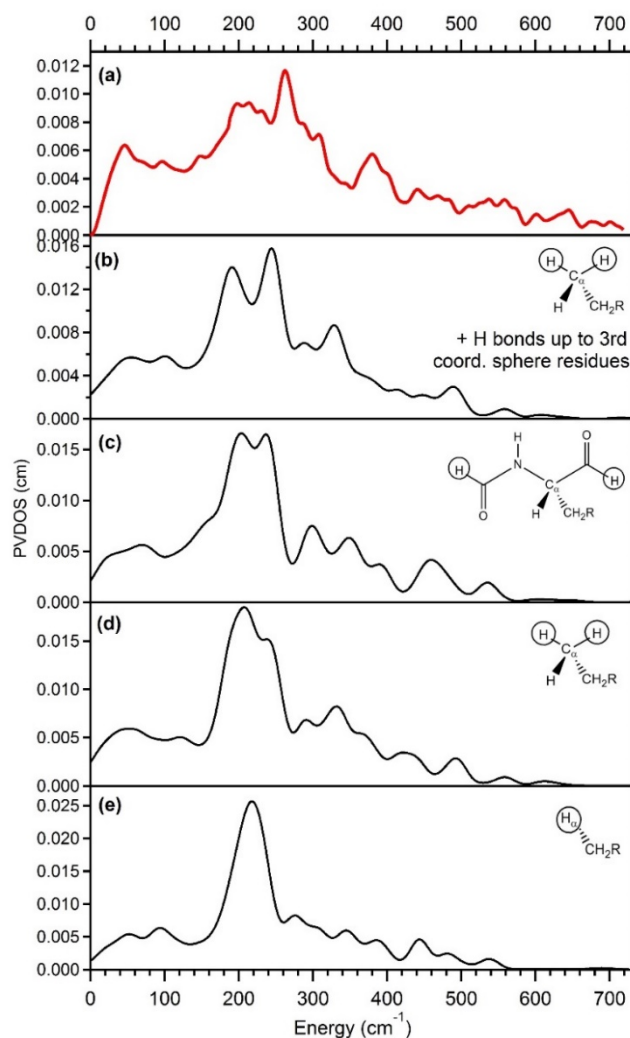 0 100 200 300 400 500 600 700
0.012
0.010
0.008
0.006
0.004
0.002
0.000
(a)
0.016
0.012
0.008
0.004
0.000
(b)
H H
Cα
H CH2R
+ H bonds up to 3rd
coord. sphere residues
0.015
0.010
0.005
0.000
(c)
H O
H N
Cα H
O H CH2R
PVDOS (cm)
0.015
0.010
0.005
0.000
(d)
H H
Cα
H CH2R
0.025
0.020
0.015
0.010
0.005
0.000
(e)
Hα
CH2R
0 100 200 300 400 500 600 700
Energy (cm-1)